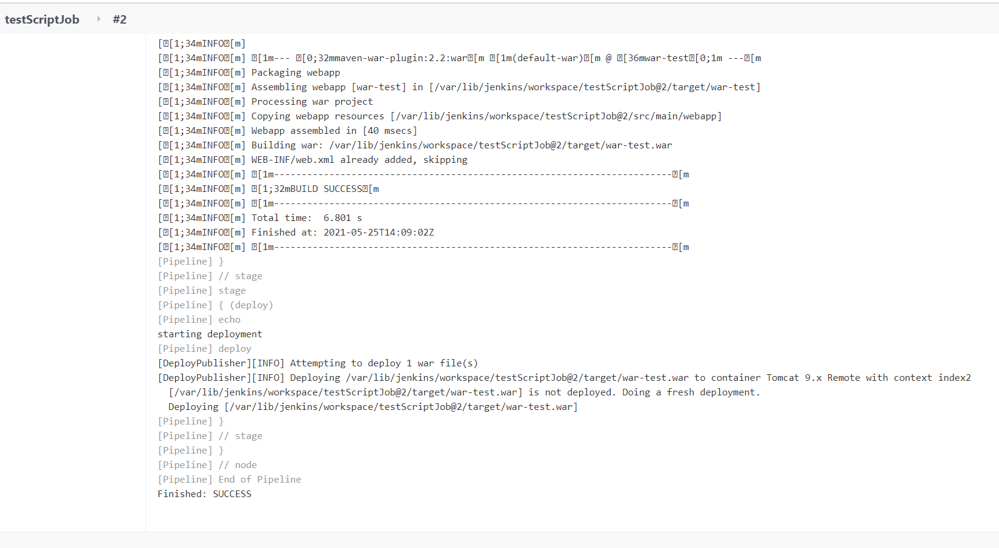 testScriptJob #2
[[1;34mINFO[m]
[[1;34mINFO[m] [1m--- [0;32mmaven-war-plugin:2.2:war[m [1m(default-war)[m @ [36mwar-test[0;1m ---[m
[[1;34mINFO[m] Packaging webapp
[[1;34mINFO[m] Assembling webapp [war-test] in [/var/lib/jenkins/workspace/testScriptJob@2/target/war-test]
[[1;34mINFO[m] Processing war project
[[1;34mINFO[m] Copying webapp resources [/var/lib/jenkins/workspace/testScriptJob@2/src/main/webapp]
[[1;34mINFO[m] Webapp assembled in [40 msecs]
[[1;34mINFO[m] Building war: /var/lib/jenkins/workspace/testScriptJob@2/target/war-test.war
[[1;34mINFO[m] WEB-INF/web.xml already added, skipping
[[1;34mINFO[m] [1m------------------------------------------------------------------------[m
[[1;34mINFO[m] [1;32mBUILD SUCCESS[m
[[1;34mINFO[m] [1m------------------------------------------------------------------------[m
[[1;34mINFO[m] Total time:  6.801 s
[[1;34mINFO[m] Finished at: 2021-05-25T14:09:02Z
[[1;34mINFO[m] [1m------------------------------------------------------------------------[m
[Pipeline] }
[Pipeline] // stage
[Pipeline] stage
[Pipeline] { (deploy)
[Pipeline] echo
starting deployment
[Pipeline] deploy
[DeployPublisher][INFO] Attempting to deploy 1 war file(s)
[DeployPublisher][INFO] Deploying /var/lib/jenkins/workspace/testScriptJob@2/target/war-test.war to container Tomcat 9.x Remote with context index2
[/var/lib/jenkins/workspace/testScriptJob@2/target/war-test.war] is not deployed. Doing a fresh deployment.
Deploying [/var/lib/jenkins/workspace/testScriptJob@2/target/war-test.war]
[Pipeline] }
[Pipeline] // stage
[Pipeline] }
[Pipeline] // node
[Pipeline] End of Pipeline
Finished: SUCCESS